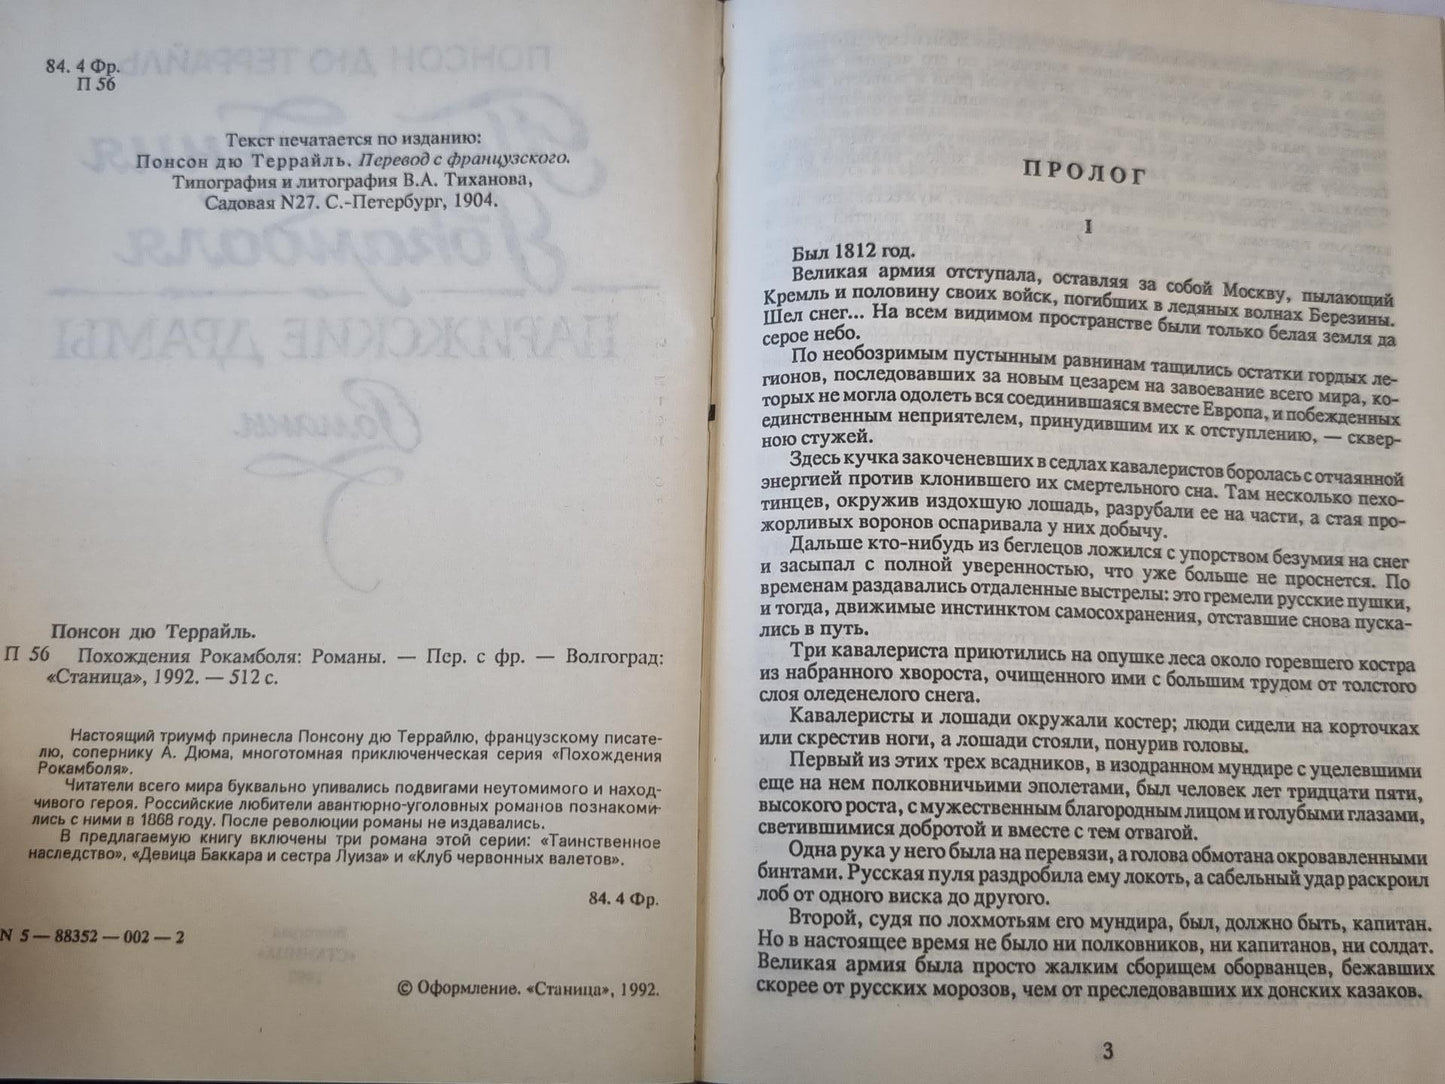 84. 4 Фр.
П 56
Текст печатается по изданию:
Понсон дю Террайль. Перевод с французского.
Типография и литография В.А. Тиханова,
Садовая N27. С.-Петербург, 1904.
Понсон дю Террайль.
П 56 Похождения Рокамболя: Романы. — Пер. с фр. — Волгоград:
«Станица», 1992. — 512 с.
Настоящий триумф принесла Понсону дю Террайлю, французскому писате-
лю, сопернику А. Дюма, многотомная приключенческая серия «Похождения
Рокамболя».
Читатели всего мира буквально упивались подвигами неутомимого и наход-
чивого героя. Российские любители авантюрно-уголовных романов познакоми-
лись с ними в 1868 году. После революции романы не издавались.
В предлагаемую книгу включены три романа этой серии: «Таинственное
наследство», «Девица Баккара и сестра Луиза» и «Клуб червонных валетов».
84. 4 Фр.
N 5 — 88352 — 002 — 2
© Оформление. «Станица», 1992.
ПРОЛОГ
I
Был 1812 год.
Великая армия отступала, оставляя за собой Москву, пылающий
Кремль и половину своих войск, погибших в ледяных волнах Березины.
Шел снег... На всем видимом пространстве были только белая земля да
серое небо.
По необозримым пустынным равнинам тащились остатки гордых ле-
гионов, последовавших за новым цезарем на завоевание всего мира, ко-
торых не могла одолеть вся соединившаяся вместе Европа, и побежденных
единственным неприятелем, принудившим их к отступлению, — сквер-
ною стужей.
Здесь кучка закоченевших в седлах кавалеристов боролась с отчаянной
энергией против клонившего их смертельного сна. Там несколько пехо-
тинцев, окружив издохшую лошадь, разрубали ее на части, а стая про-
жорливых воронов оспаривала у них добычу.
Дальше кто-нибудь из беглецов ложился с упорством безумия на снег
и засыпал с полной уверенностью, что уже больше не проснется. По
временам раздавались отдаленные выстрелы: это гремели русские пушки,
и тогда, движимые инстинктом самосохранения, отставшие снова пуска-
лись в путь.
Три кавалериста приютились на опушке леса около горевшего костра
из набранного хвороста, очищенного ими с большим трудом от толстого
слоя оледенелого снега.
Кавалеристы и лошади окружали костер; люди сидели на корточках
или скрестив ноги, а лошади стояли, понурив головы.
Первый из этих трех всадников, в изодранном мундире с уцелевшими
еще на нем полковничьими эполетами, был человек лет тридцати пяти,
высокого роста, с мужественным благородным лицом и голубыми глазами,
светившимися добротой и вместе с тем отвагой.
Одна рука у него была на перевязи, а голова обмотана окровавленными
бинтами. Русская пуля раздробила ему локоть, а сабельный удар раскроил
лоб от одного виска до другого.
Второй, судя по лохмотьям его мундира, был, должно быть, капитан.
Но в настоящее время не было ни полковников, ни капитанов, ни солдат.
Великая армия была просто жалким сборищем оборванцев, бежавших
скорее от русских морозов, чем от преследовавших их донских казаков.
3